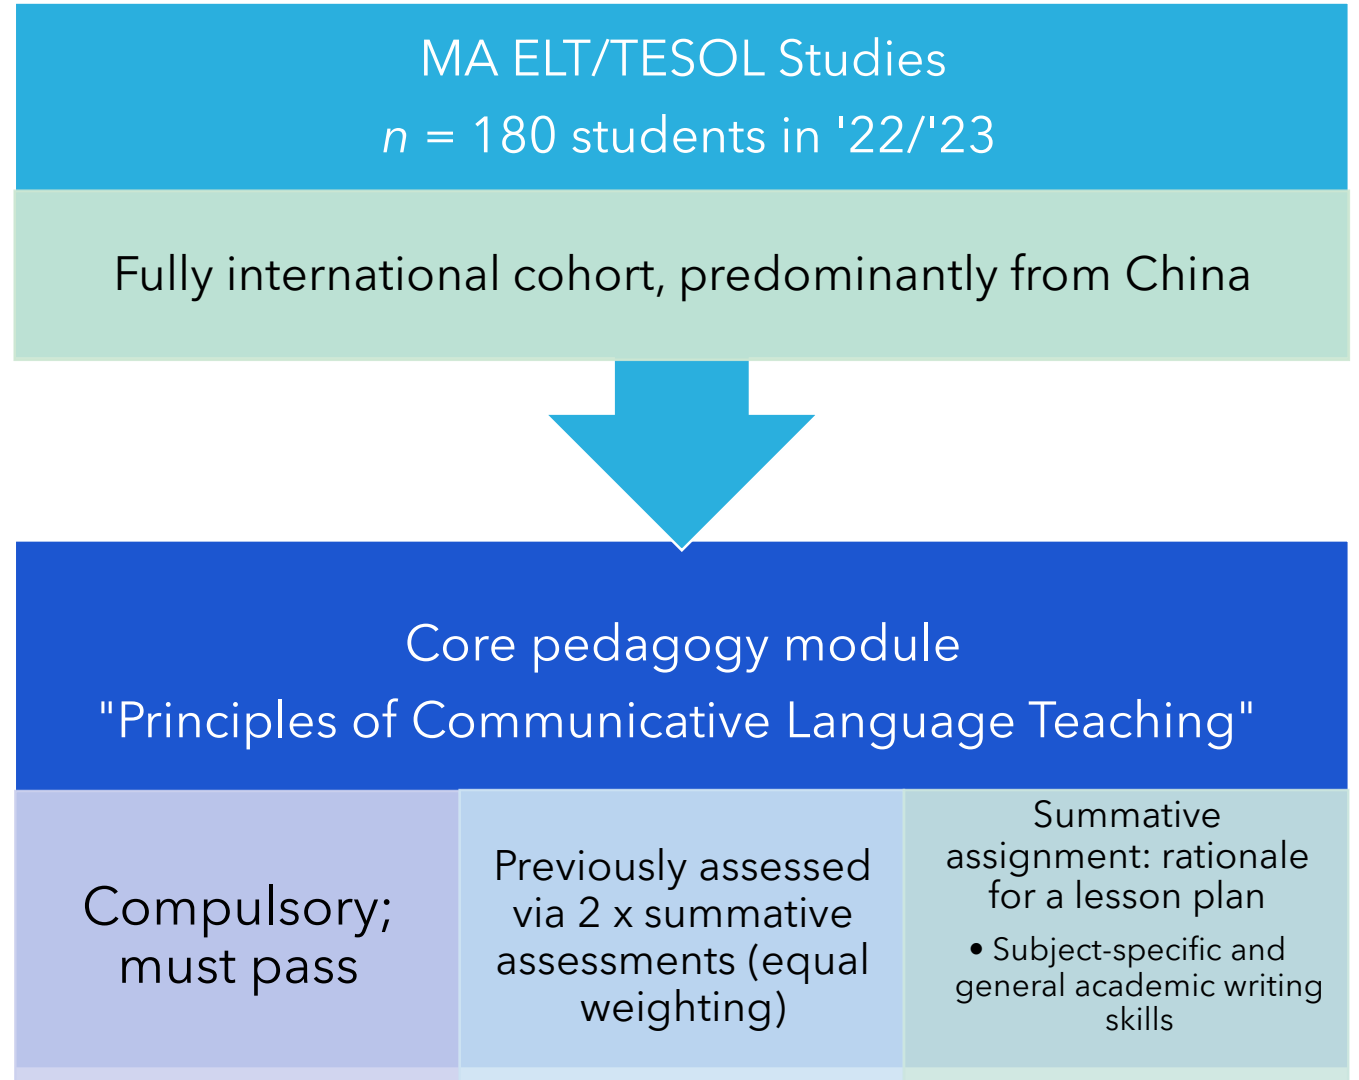 MA ELT/TESOL Studies
n = 180 students in '22/'23
Fully international cohort, predominantly from China
Core pedagogy module
"Principles of Communicative Language Teaching"
Compulsory;
must pass
Previously assessed
via 2 x summative
assessments (equal
weighting)
Summative
assignment: rationale
for a lesson plan
• Subject-specific and
general academic writing
skills